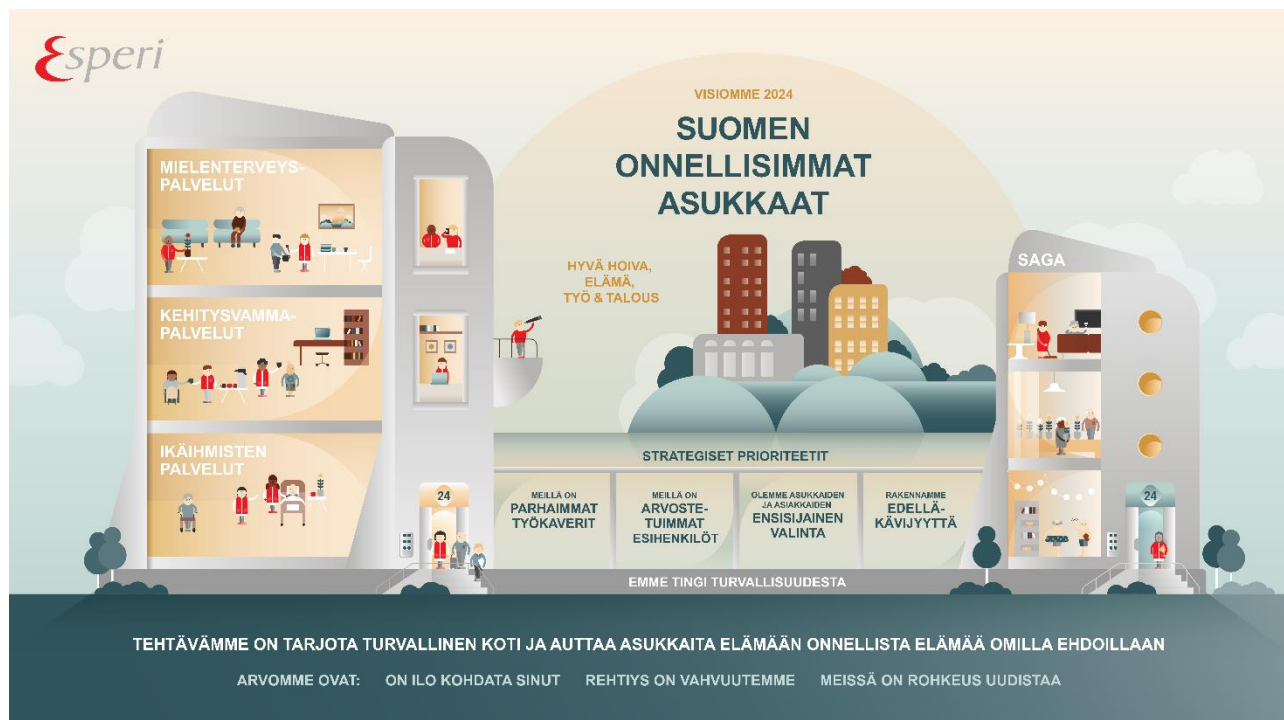 Esperi
VISIOMME 2024
SUOMEN
ONNELLISIMMAT
ASUKKAAT
HYVÄ HOIVA,
ELÄMÄ,
TYÖ & TALOUS
MIELENTERVEYS-
PALVELUT
KEHITYSVAMMA-
PALVELUT
IKÄIHMISTEN
PALVELUT
24
SAGA
24
STRATEGISET PRIORITEETIT
MEILLÄ ON
PARHAIMMAT
TYÖKAVERIT
MEILLÄ ON
ARVOSTE-
TUIMMAT
ESIHENKILÖT
OLEMME ASUKKAIDEN
JA ASIAKKAIDEN
ENSISIJAINEN
VALINTA
RAKENNAMME
EDELLÄ-
KÄVIJYYTTÄ
EMME TINGI TURVALLISUUDESTA
TEHTÄVÄMME ON TARJOTA TURVALLINEN KOTI JA AUTTAA ASUKKAITA ELÄMÄÄN ONNELLISTA ELÄMÄÄ OMILLA EHDOILLAAN
ARVOMME OVAT: ON ILO KOHDATA SINUT REHTIYS ON VAHVUUTEMME MEISSÄ ON ROHKEUS UUDISTAA